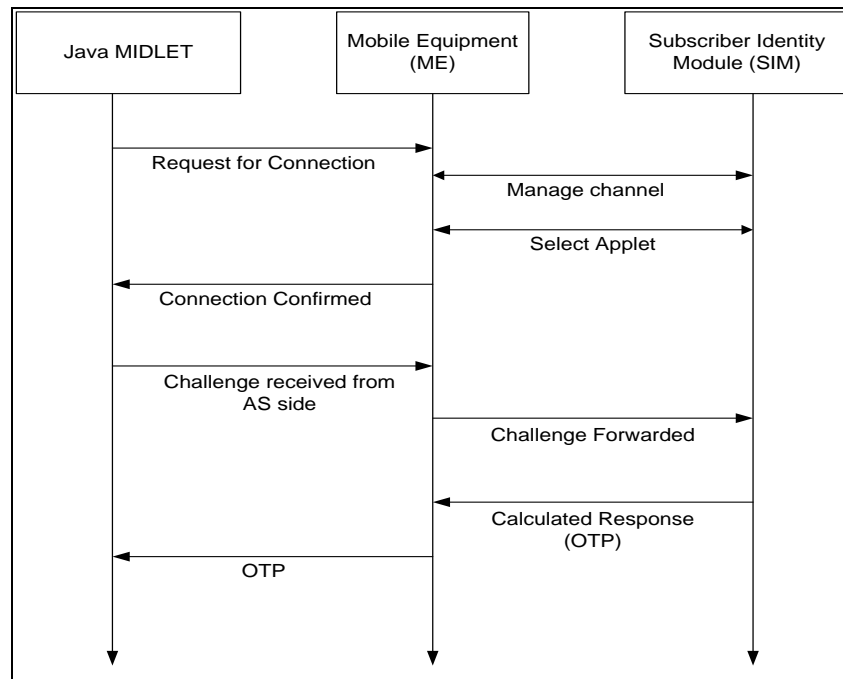 Java MIDLET
Mobile Equipment
(ME)
Subscriber Identity
Module (SIM)
Request for Connection
Manage channel
Select Applet
Connection Confirmed
Challenge received from
AS side
Challenge Forwarded
Calculated Response
(OTP)
OTP